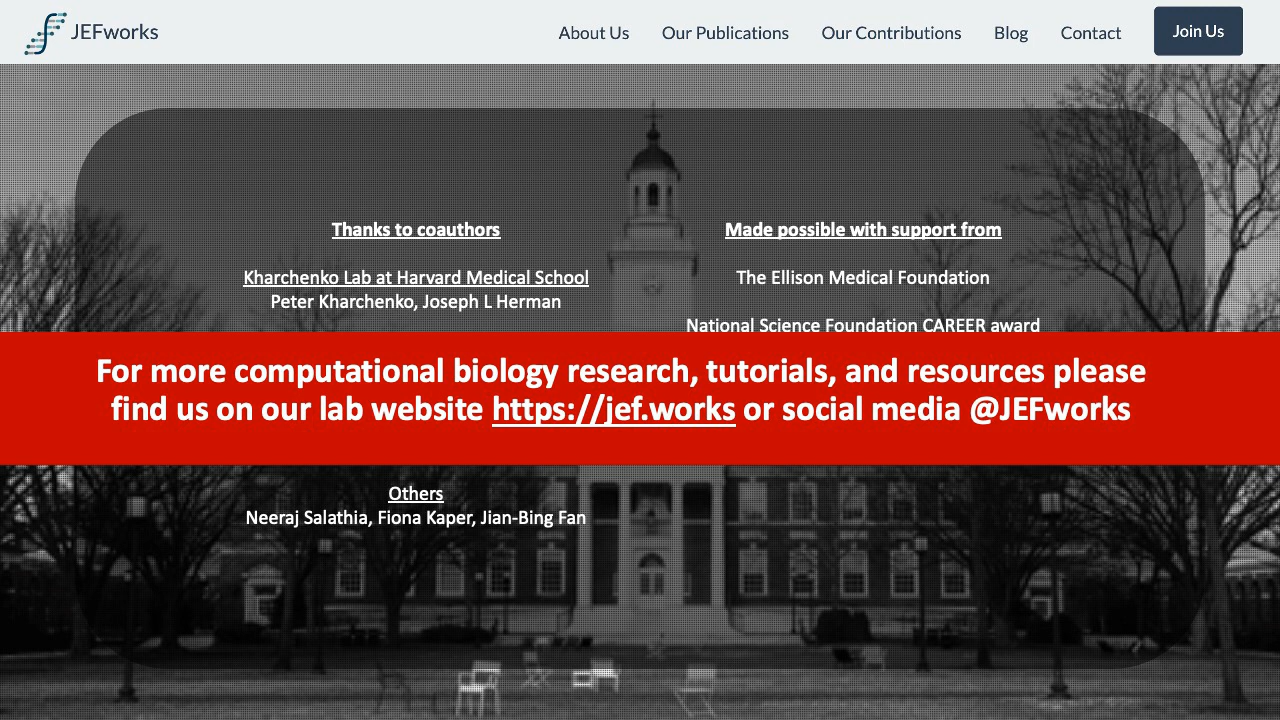 JEFworks
About Us
Our Publications
Our Contributions
Blog
Contact
Join Us
Thanks to coauthors
Kharchenko Lab at Harvard Medical School
Peter Kharchenko, Joseph L Herman
Made possible with support from
The Ellison Medical Foundation
National Science Foundation CAREER award
For more computational biology research, tutorials, and resources please
find us on our lab website https://jef.works or social media @JEFworks
Others
Neeraj Salathia, Fiona Kaper, Jian-Bing Fan